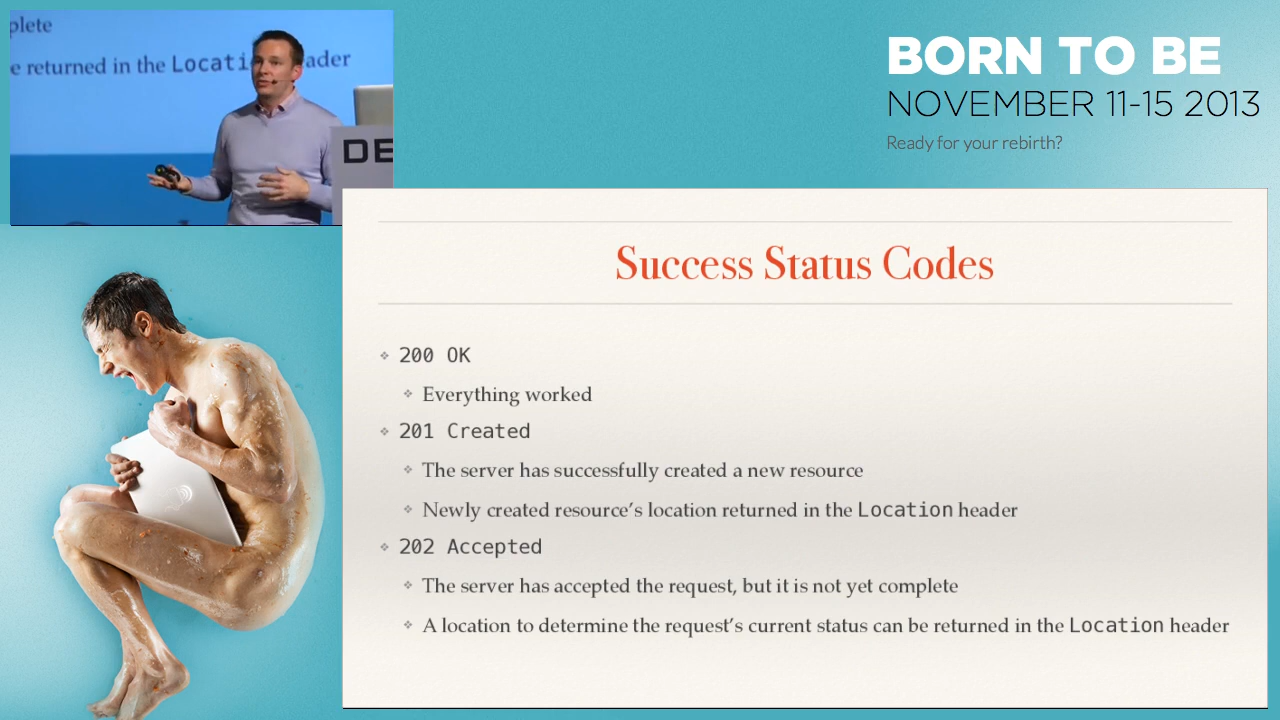 plete
e returned in the Locati ader
DE
BORN TO BE
NOVEMBER 11-15 2013
Ready for your rebirth?
Success Status Codes
200 OK
Everything worked
201 Created
The server has successfully created a new resource
Newly created resource's location returned in the Location header
202 Accepted
The server has accepted the request, but it is not yet complete
A location to determine the request's current status can be returned in the Location header